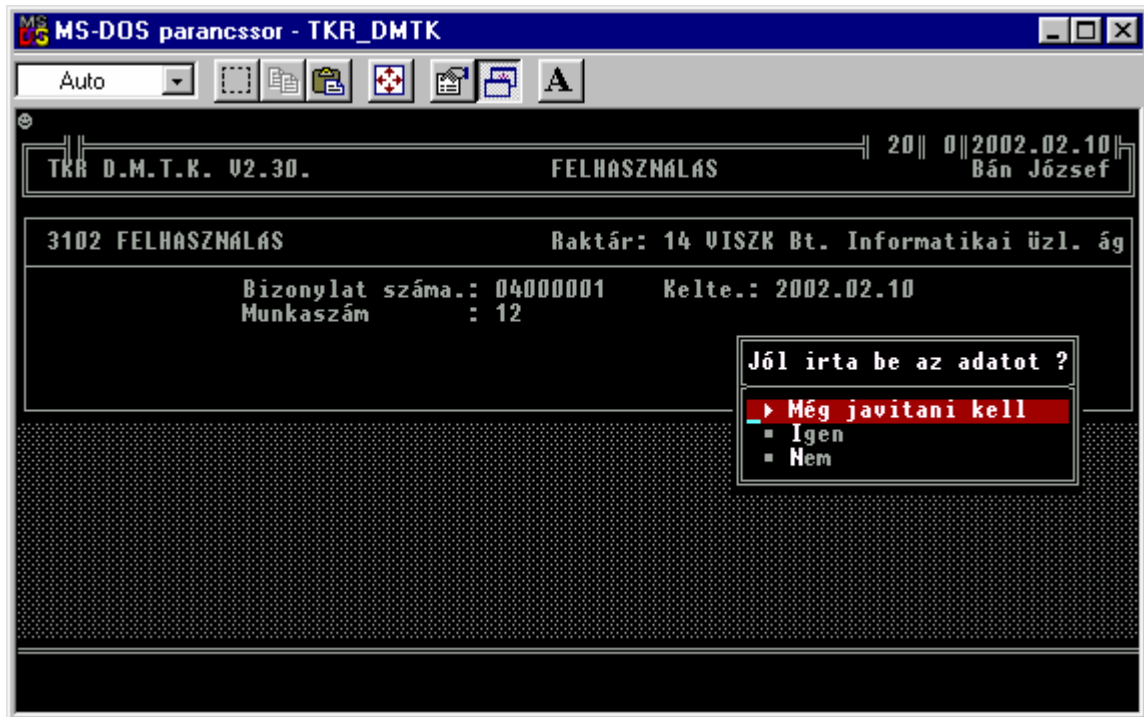 MS-DOS parancssor - TKR_DMTK
Auto
A
20 0 2002.02.10
TKR D.M.T.K. V2.30. FELHASZNÁLÁS Bán József
3102 FELHASZNÁLÁS Raktár: 14 VISZK Bt. Informatikai üzl. ág
Bizonylat száma.: 04000001 Kelte.: 2002.02.10
Munkaszám : 12
Jól irta be az adatot ?
Még javitani kell
Igen
Nem